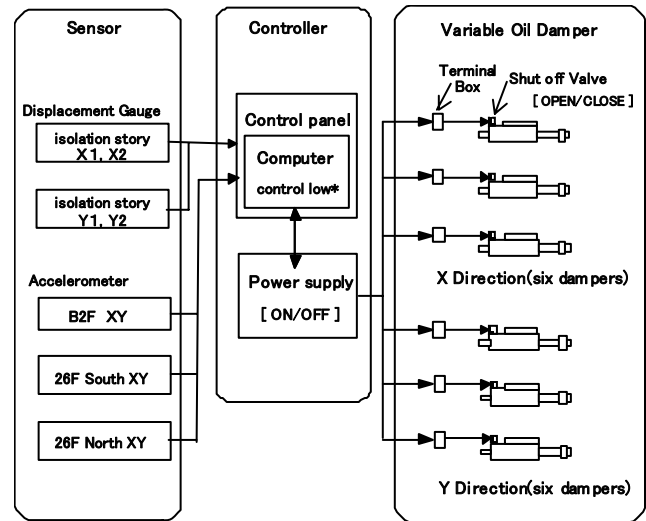 Sensor
Displacement Gauge
isolation story
X1, X2
isolation story
Y1, Y2
Accelerometer
B2F XY
26F South XY
26F North XY
Controller
Control panel
Computer
control low*
Power supply
[ ON/OFF ]
Variable Oil Damper
Terminal
Box
Shut off Valve
[ OPEN/CLOSE ]
X Direction(six dampers)
Y Direction(six dampers)